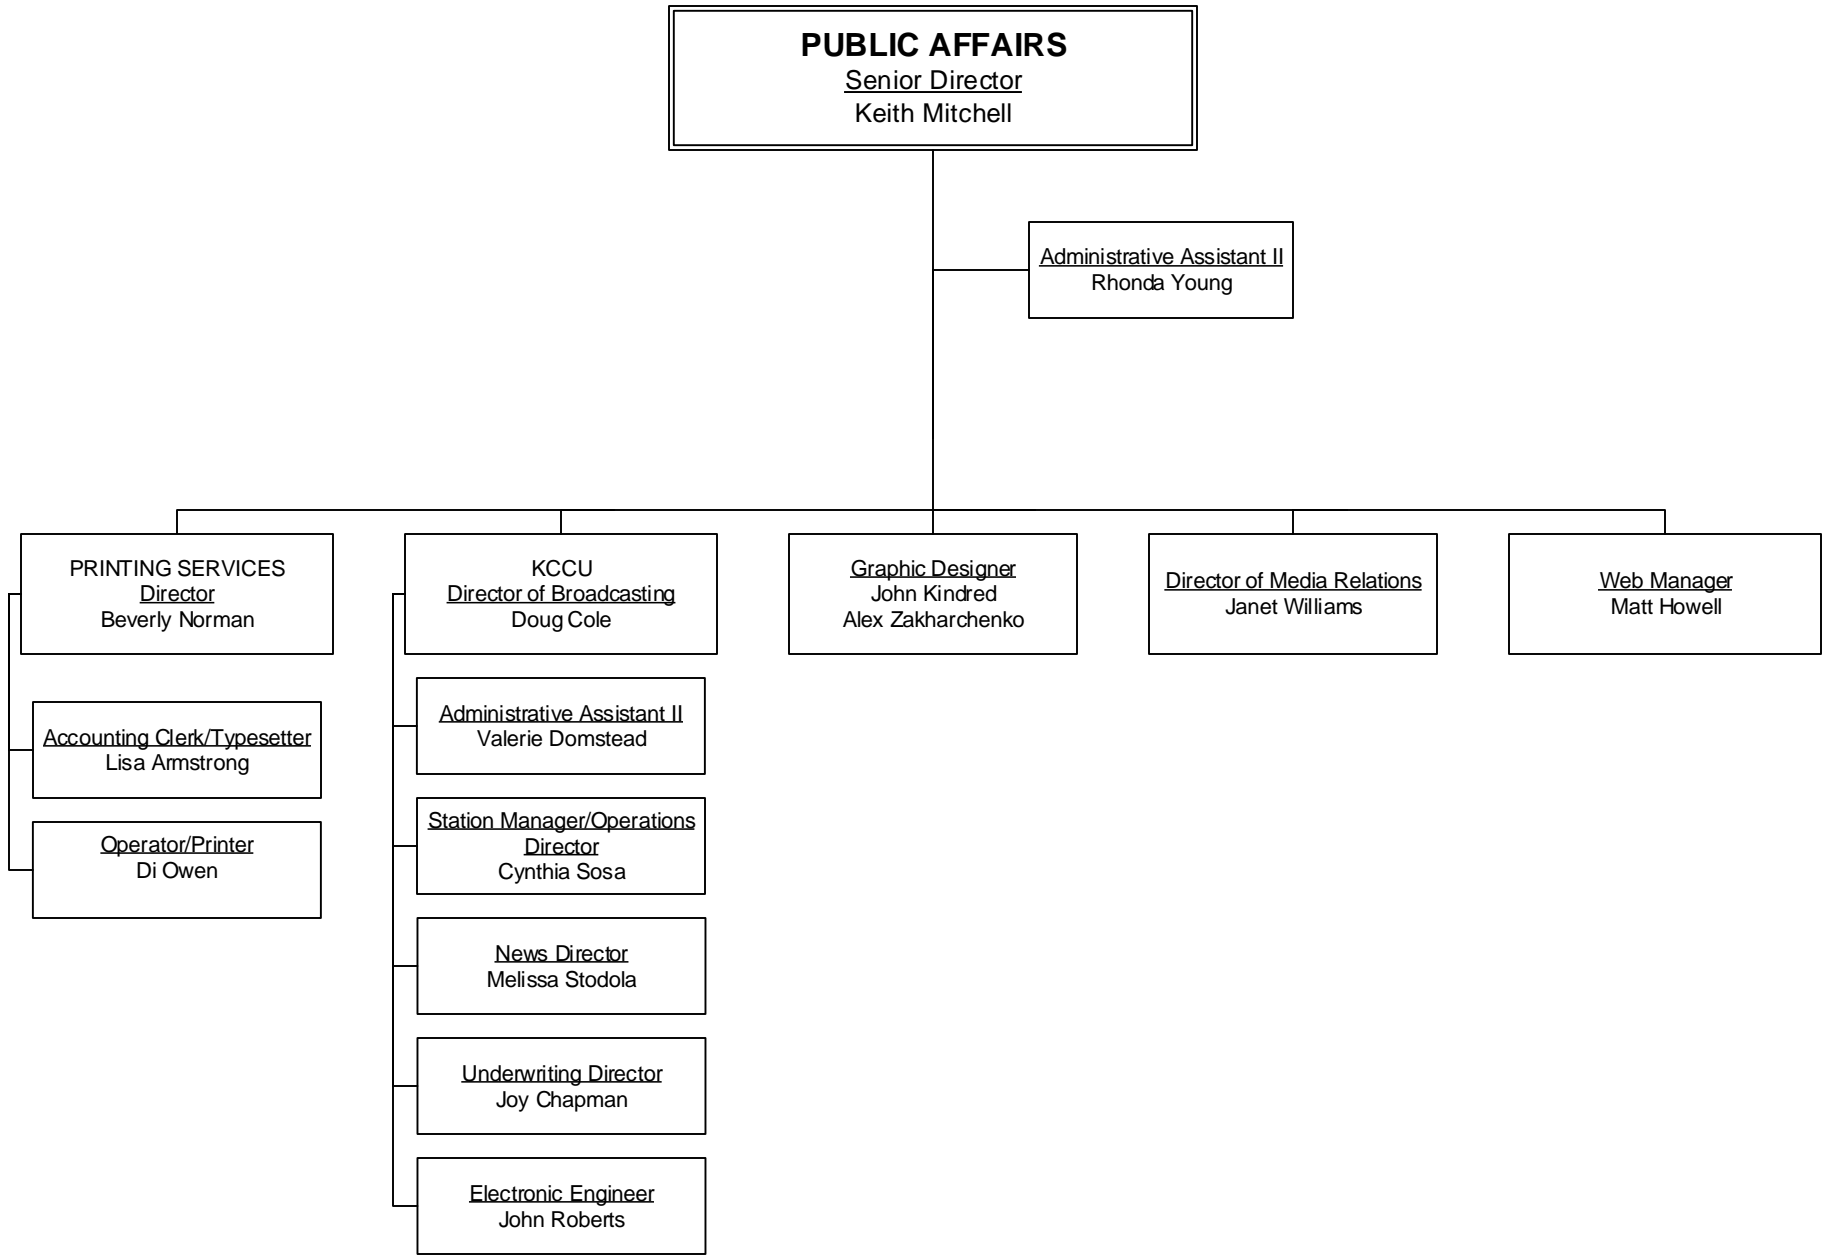 PUBLIC AFFAIRS
Senior Director
Keith Mitchell
Administrative Assistant II
Rhonda Young
PRINTING SERVICES
Director
Beverly Norman
Accounting Clerk/Typesetter
Lisa Armstrong
Operator/Printer
Di Owen
KCCU
Director of Broadcasting
Doug Cole
Administrative Assistant II
Valerie Domstead
Station Manager/Operations
Director
Cynthia Sosa
News Director
Melissa Stodola
Underwriting Director
Joy Chapman
Electronic Engineer
John Roberts
Graphic Designer
John Kindred
Alex Zakharchenko
Director of Media Relations
Janet Williams
Web Manager
Matt Howell